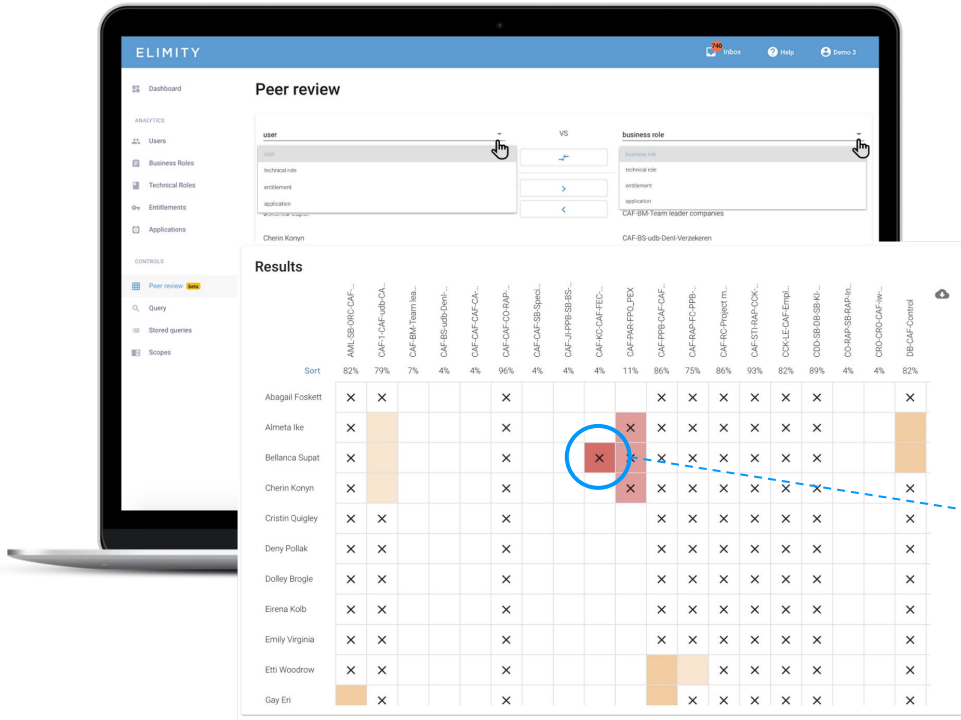 ELIMITY
740
Inbox
Help
Demo 3
Dashboard
Peer review
ANALYTICS
Users
Business Roles
Technical Roles
Entitlements
Applications
CONTROLS
Peer review beta
Query
Stored queries
Scopes
user
VS
business role
user
technical role
entitlement
application
business role
technical role
entitlement
application
CAF-BM-Team leader companies
Cherin Konyn
CAF-BS-udb-Denl-Verzekeren
Results
AML-SB-ORC-CAF-...
CAF-1-CAF-udb-CA...
CAF-BM-Team lea...
CAF-BS-udb-Denl-...
CAF-CAF-CAF-CA-...
CAF-CAF-CO-RAP-...
CAF-CAF-SB-Speci...
CAF-JI-PPB-SB-BS-...
CAF-KC-CAF-FEC-...
CAF-PAR-FPO_PEX
CAF-PPB-CAF-CAF...
CAF-RAP-FC-PPB-...
CAF-RC-Project m...
CAF-STI-RAP-CCK-...
CCK-LE-CAF-Empl...
CDD-SB-DB-SB-KI-...
CO-RAP-SB-RAP-In...
CRO-CRO-CAF-iw-...
DB-CAF-Control
Sort 82% 79% 7% 4% 4% 96% 4% 4% 4% 11% 86% 75% 86% 93% 82% 89% 4% 4% 82%
Abagail Foskett
Almeta Ike
Bellanca Supat
Cherin Konyn
Cristin Quigley
Deny Pollak
Dolley Brogle
Eirena Kolb
Emily Virginia
Etti Woodrow
Gay Eri